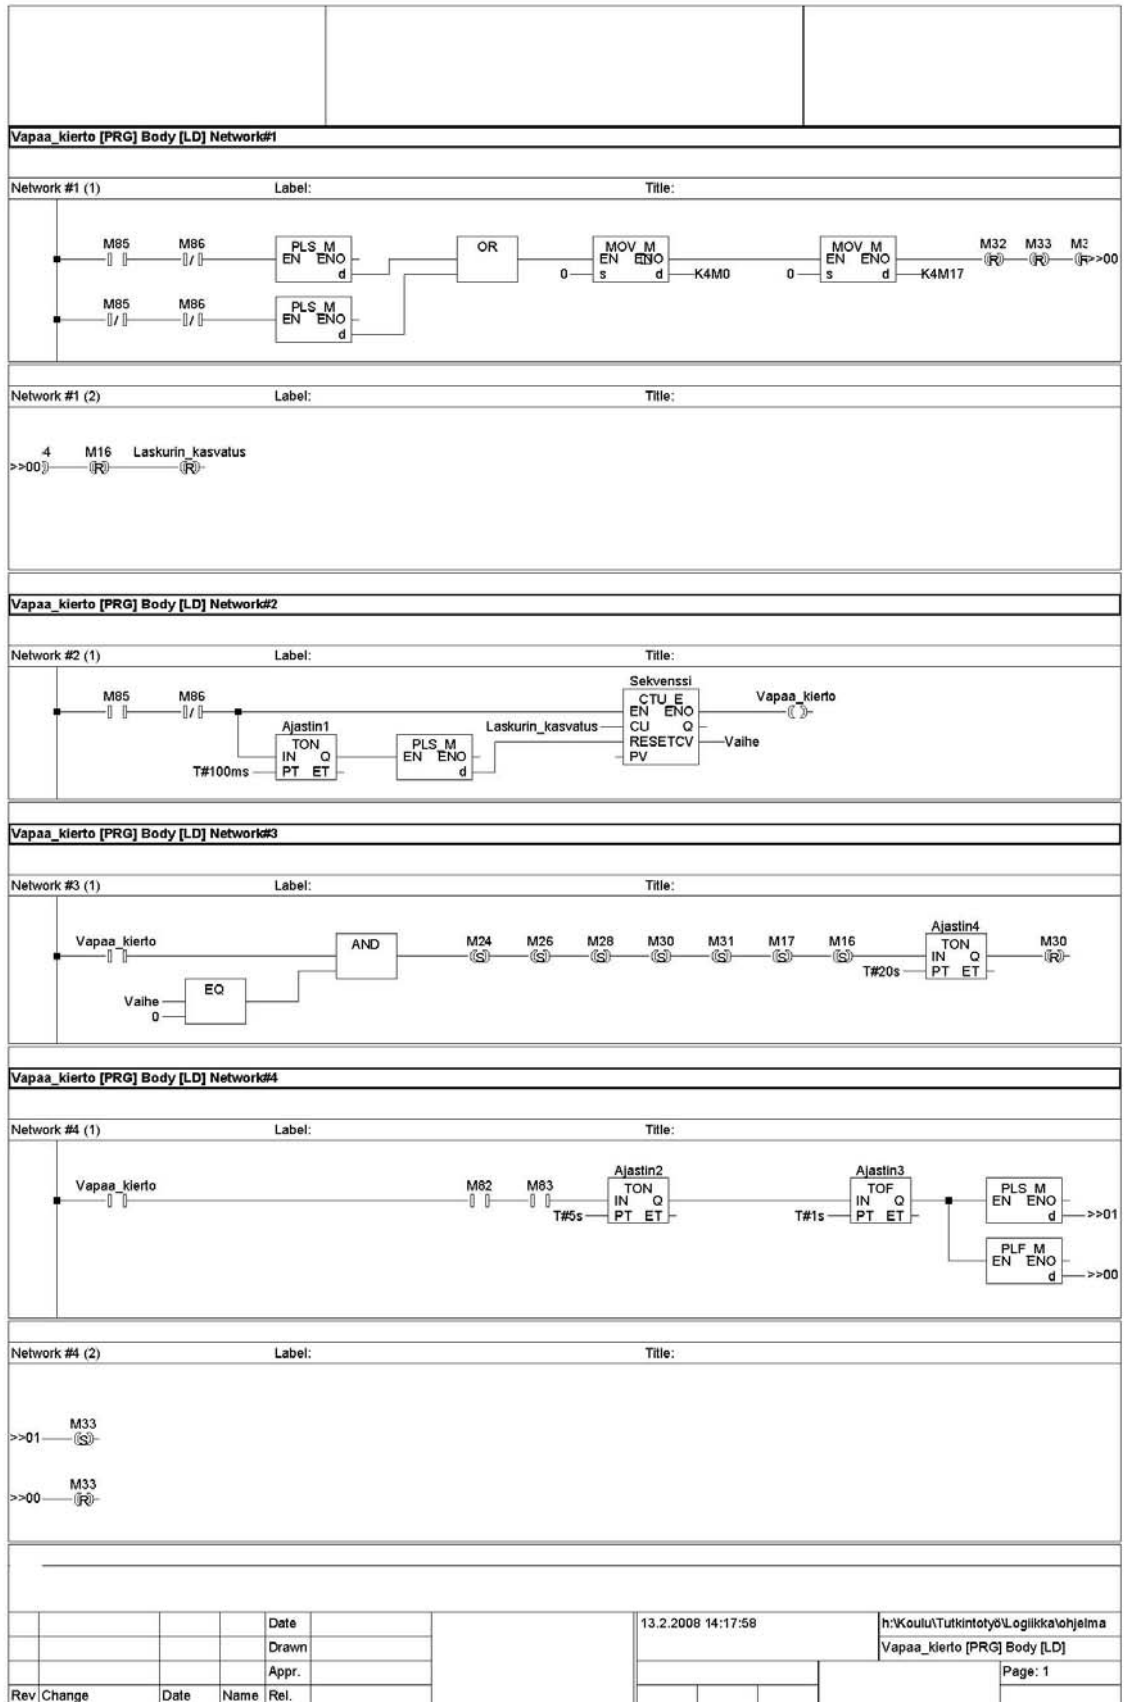 Vapaa_kierto [PRG] Body [LD] Network#1
Network #1 (1) Label: Title:
M85 M86 PLS_M OR MOV_M MOV_M M32 M33 M3
EN ENO EN ENO EN ENO R R R >>00
d 0 s d K4M0 0 s d K4M17
M85 M86 PLS_M
EN ENO
d
Network #1 (2) Label: Title:
4 M16 Laskurin_kasvatus
>>00 R R
Vapaa_kierto [PRG] Body [LD] Network#2
Network #2 (1) Label: Title:
Sekvenssi
M85 M86 CTU_E Vapaa_kierto
EN ENO
Ajastin1 Laskurin_kasvatus CU Q
TON PLS_M RESETCV Vaihe
IN Q EN ENO PV
T#100ms PT ET d
Vapaa_kierto [PRG] Body [LD] Network#3
Network #3 (1) Label: Title:
Ajastin4
Vapaa_kierto AND M24 M26 M28 M30 M31 M17 M16 TON M30
S S S S S S S IN Q R
T#20s PT ET
EQ
Vaihe
0
Vapaa_kierto [PRG] Body [LD] Network#4
Network #4 (1) Label: Title:
Ajastin2 Ajastin3
Vapaa_kierto M82 M83 TON TOF PLS_M
IN Q IN Q EN ENO
T#5s PT ET T#1s PT ET d >>01
PLF_M
EN ENO
d >>00
Network #4 (2) Label: Title:
M33
>>01 S
M33
>>00 R
Date 13.2.2008 14:17:58 h:\Koulu\Tutkintotyö\Logiikka\ohjelma
Drawn Vapaa_kierto [PRG] Body [LD]
Appr. Page: 1
Rev Change Date Name Rel.